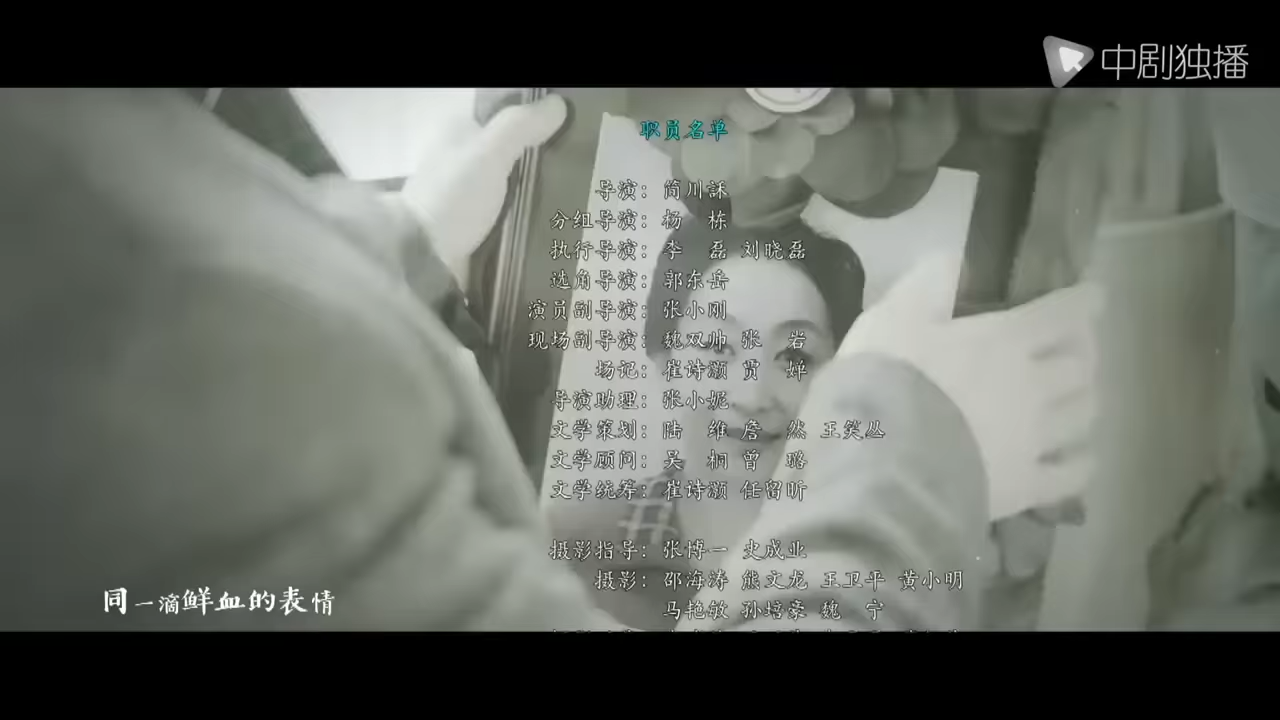 中剧独播
职员名单
导演：简川訸
分组导演：杨 栋
执行导演：李 磊 刘晓磊
选角导演：郭东岳
演员副导演：张小刚
现场副导演：魏双帅 张 岩
场记：崔诗灏 贾 婵
导演助理：张小妮
文学策划：陆 维 詹 然 王笑丛
文学顾问：吴 桐 曾 璐
文学统筹：崔诗灏 任留昕
摄影指导：张博一 史成业
摄影：邵海涛 熊文龙 王卫平 黄小明
马艳敏 孙培豪 魏 宁
同一滴鲜血的表情